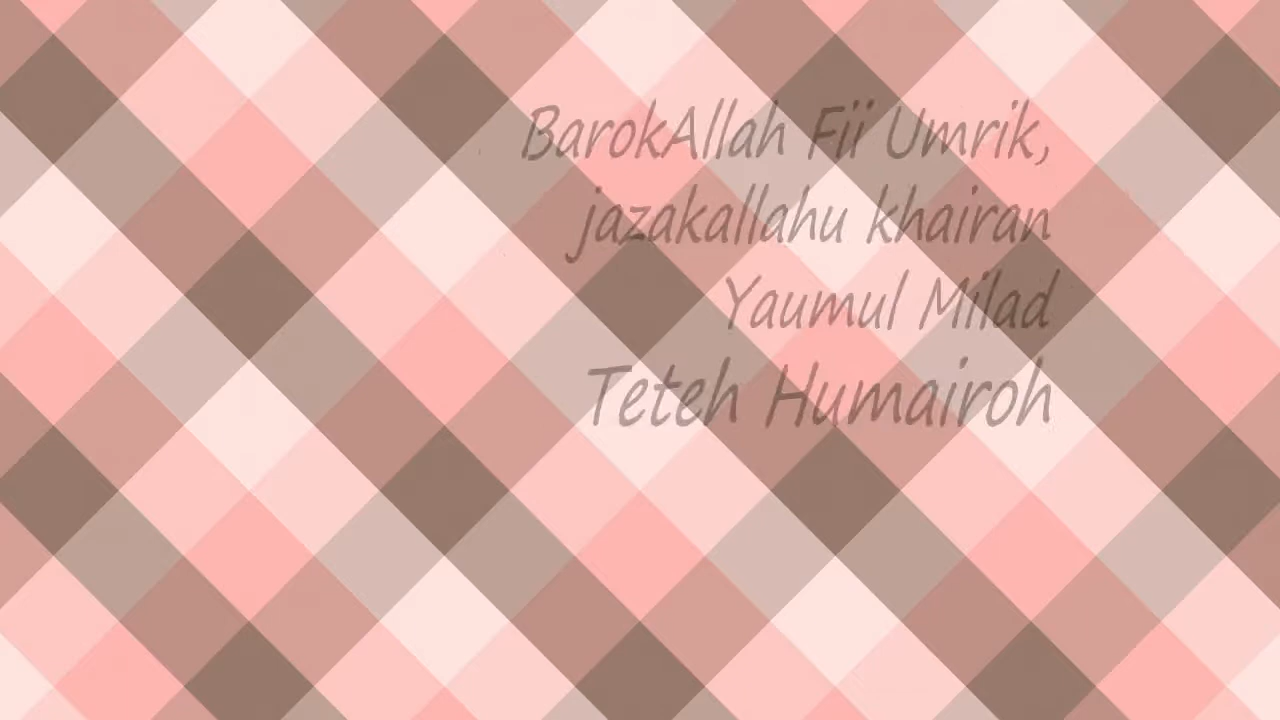 BarokAllah Fii Umrik,
jazakallahu khairan
Yaumul Milad
Teteh Humairoh